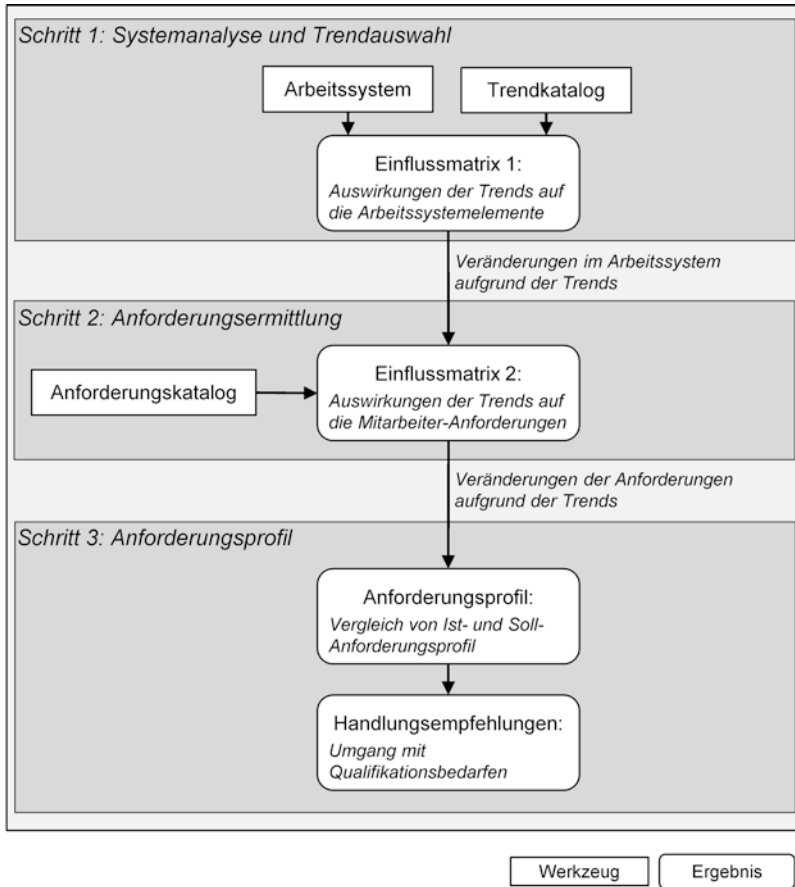 Schritt 1: Systemanalyse und Trendauswahl
Arbeitssystem
Trendkatalog
Einflussmatrix 1:
Auswirkungen der Trends auf
die Arbeitssystemelemente
Veränderungen im Arbeitssystem
aufgrund der Trends
Schritt 2: Anforderungsermittlung
Anforderungskatalog
Einflussmatrix 2:
Auswirkungen der Trends auf
die Mitarbeiter-Anforderungen
Veränderungen der Anforderungen
aufgrund der Trends
Schritt 3: Anforderungsprofil
Anforderungsprofil:
Vergleich von Ist- und Soll-
Anforderungsprofil
Handlungsempfehlungen:
Umgang mit
Qualifikationsbedarfen
Werkzeug
Ergebnis